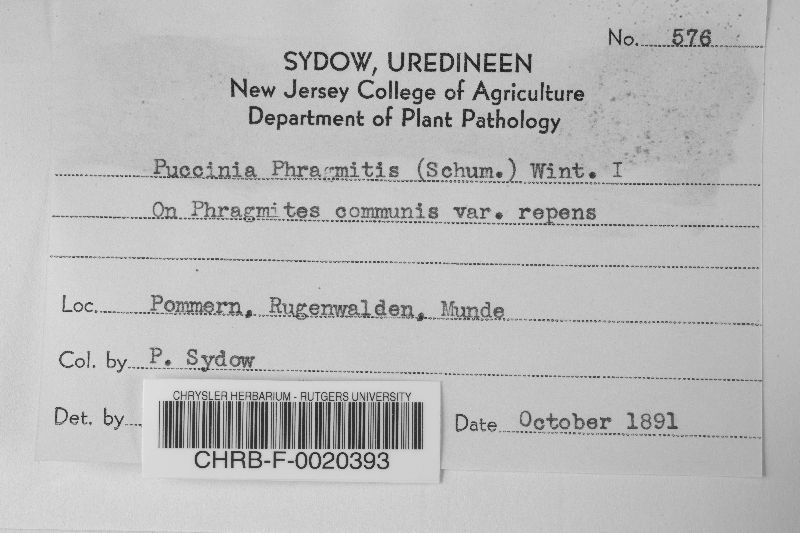 No. 576
SYDOW, UREDINEEN
New Jersey College of Agriculture
Department of Plant Pathology
Puccinia Phragmitis (Schum.) Wint. I
On Phragmites communis var. repens
Loc. Pommern, Rugenwalden, Munde
Col. by P. Sydow
Det. by
Date October 1891
CHRYSLER HERBARIUM - RUTGERS UNIVERSITY
CHRB-F-0020393